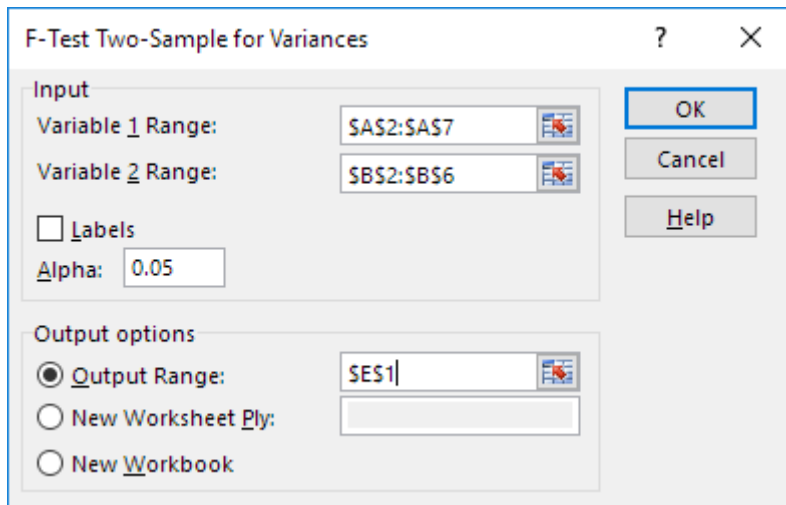 F-Test Two-Sample for Variances ? ×
Input
Variable 1 Range: $A$2:$A$7
Variable 2 Range: $B$2:$B$6
Labels
Alpha: 0.05
OK
Cancel
Help
Output options
Output Range: $E$1
New Worksheet Ply:
New Workbook